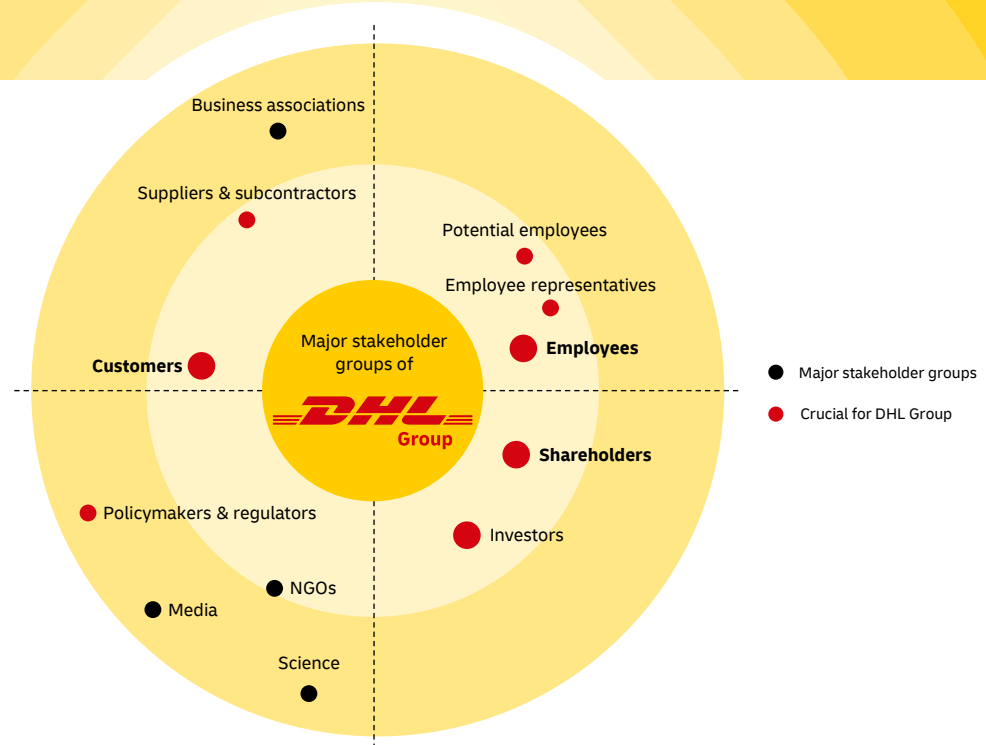 Business associations
Suppliers & subcontractors
Potential employees
Employee representatives
Employees
Customers
Major stakeholder
groups of
DHL
Group
Major stakeholder groups
Crucial for DHL Group
Shareholders
Investors
Policymakers & regulators
NGOs
Media
Science